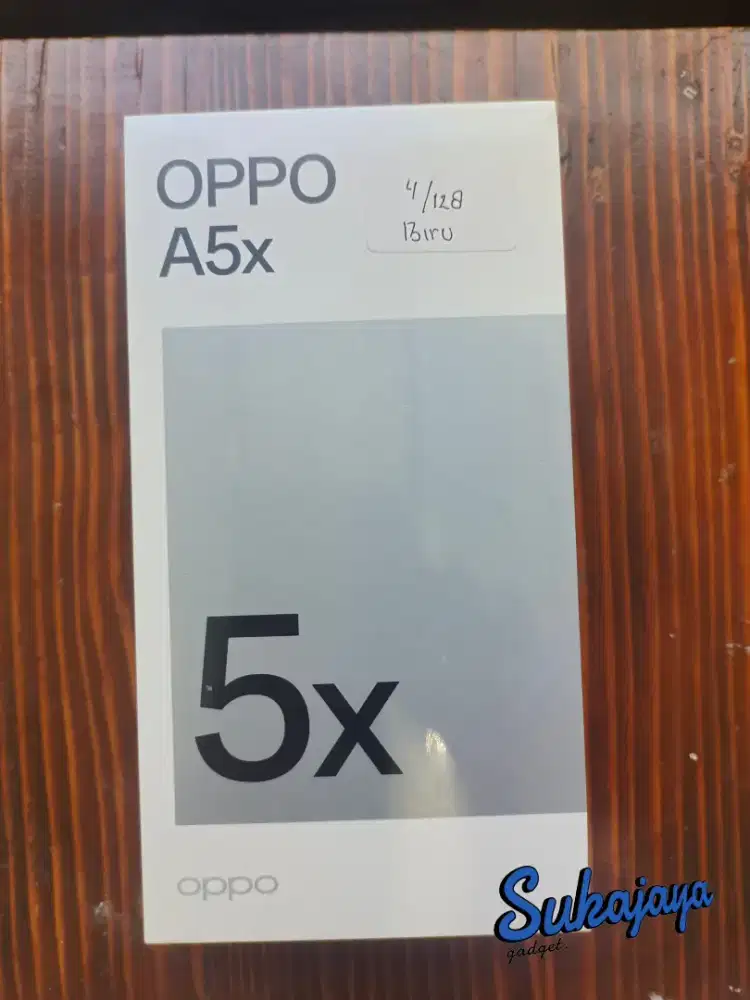 OPPO
A5x
4/128
Biru
5x
oppo
Sukajaya
gadget.